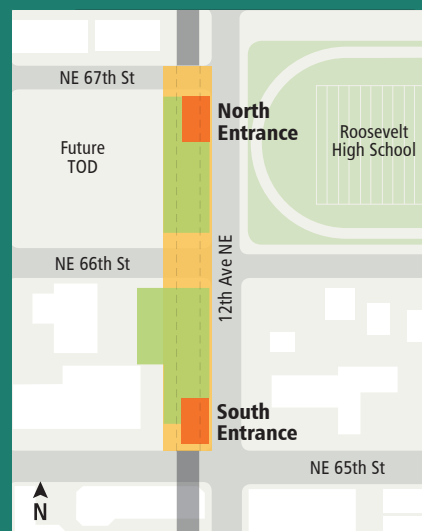 NE 67th St
North
Entrance
Roosevelt
High School
Future
TOD
12th Ave NE
NE 66th St
South
Entrance
NE 65th St
N